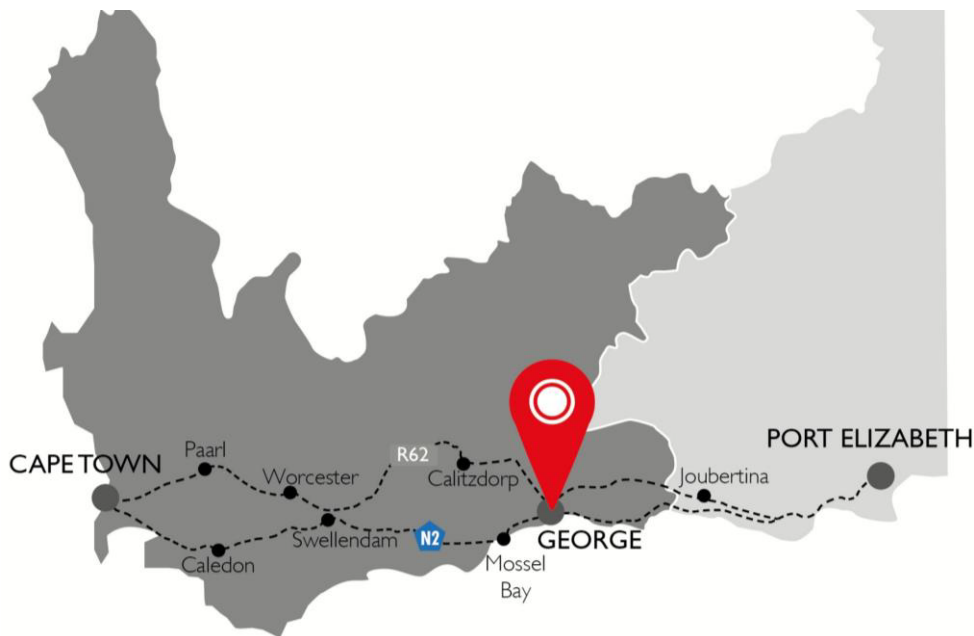 Paarl
CAPE TOWN
R62
Worcester
Calitzdorp
PORT ELIZABETH
Joubertina
Swellendam
N2
GEORGE
Caledon
Mossel
Bay